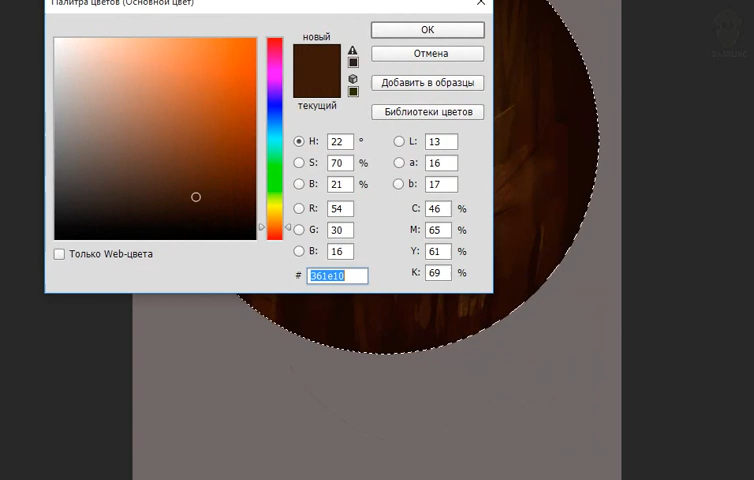 Палитра цветов (Основной цвет)
новый
текущий
OK
Отмена
Добавить в образцы
Библиотеки цветов
H: 22 °
S: 70 %
B: 21 %
R: 54
G: 30
B: 16
# 361e10
L: 13
a: 16
b: 17
C: 46 %
M: 65 %
Y: 61 %
K: 69 %
Только Web-цвета